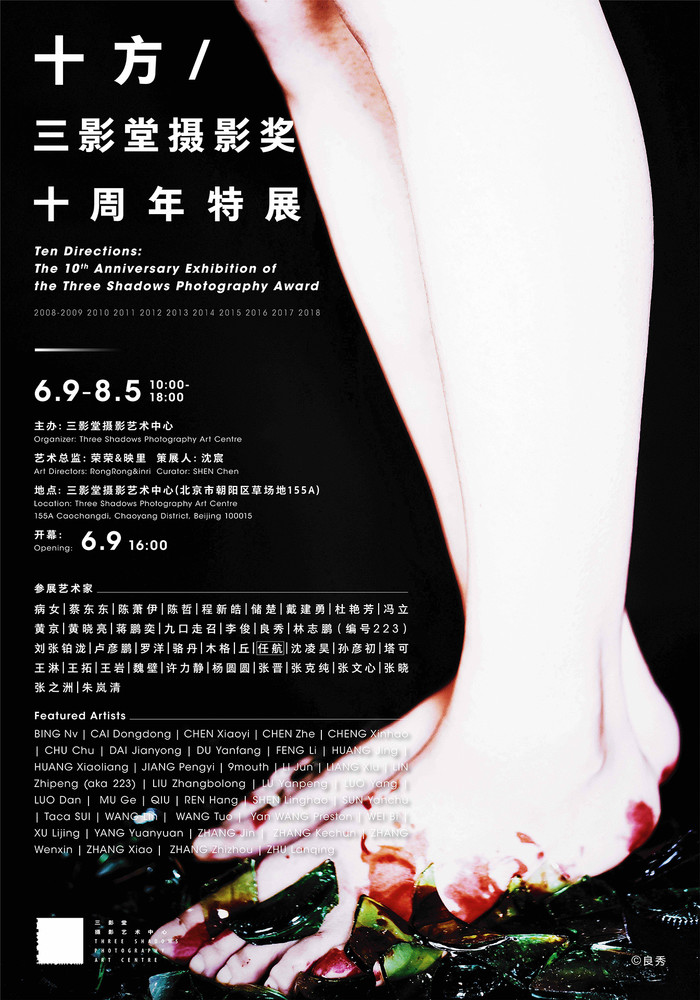 十方/
三影堂摄影奖
十周年特展
Ten Directions:
The 10th Anniversary Exhibition of
the Three Shadows Photography Award
2008-2009 2010 2011 2012 2013 2014 2015 2016 2017 2018
6.9-8.5 10:00-
18:00
主办: 三影堂摄影艺术中心
Organizer: Three Shadows Photography Art Centre
艺术总监: 荣荣&映里 策展人: 沈宸
Art Directors: RongRong&inri Curator: SHEN Chen
地点: 三影堂摄影艺术中心(北京市朝阳区草场地155A)
Location: Three Shadows Photography Art Centre
155A Caochangdi, Chaoyang District, Beijing 100015
开幕:
Opening: 6.9 16:00
参展艺术家
病女|蔡东东|陈萧伊|陈哲|程新皓|储楚|戴建勇|杜艳芳|冯立
黄京|黄晓亮|蒋鹏奕|九口走召|李俊|良秀|林志鹏(编号223)
刘张铂泷|卢彦鹏|罗洋|骆丹|木格|丘|任航|沈凌昊|孙彦初|塔可
王淋|王拓|王岩|魏壁|许力静|杨圆圆|张晋|张克纯|张文心|张晓
张之洲|朱岚清
Featured Artists
BING Nv | CAI Dongdong | CHEN Xiaoyi | CHEN Zhe | CHENG Xinhao
| CHU Chu | DAI Jianyong | DU Yanfang | FENG Li | HUANG Jing |
HUANG Xiaoliang | JIANG Pengyi | 9mouth | LI Jun | LIANG Xiu | LIN
Zhipeng (aka 223) | LIU Zhangbolong | LU Yanpeng | LUO Yang |
LUO Dan | MU Ge | QIU | REN Hang | SHEN Linghao | SUN Yanchu
| Taca SUI | WANG Lin | WANG Tuo | Yan WANG Preston | WEI Bi |
XU Lijing | YANG Yuanyuan | ZHANG Jin | ZHANG Kechun | ZHANG
Wenxin | ZHANG Xiao | ZHANG Zhizhou | ZHU Lanqing
三影堂
摄影艺术中心
THREE SHADOWS
PHOTOGRAPHY
ART CENTRE
©良秀